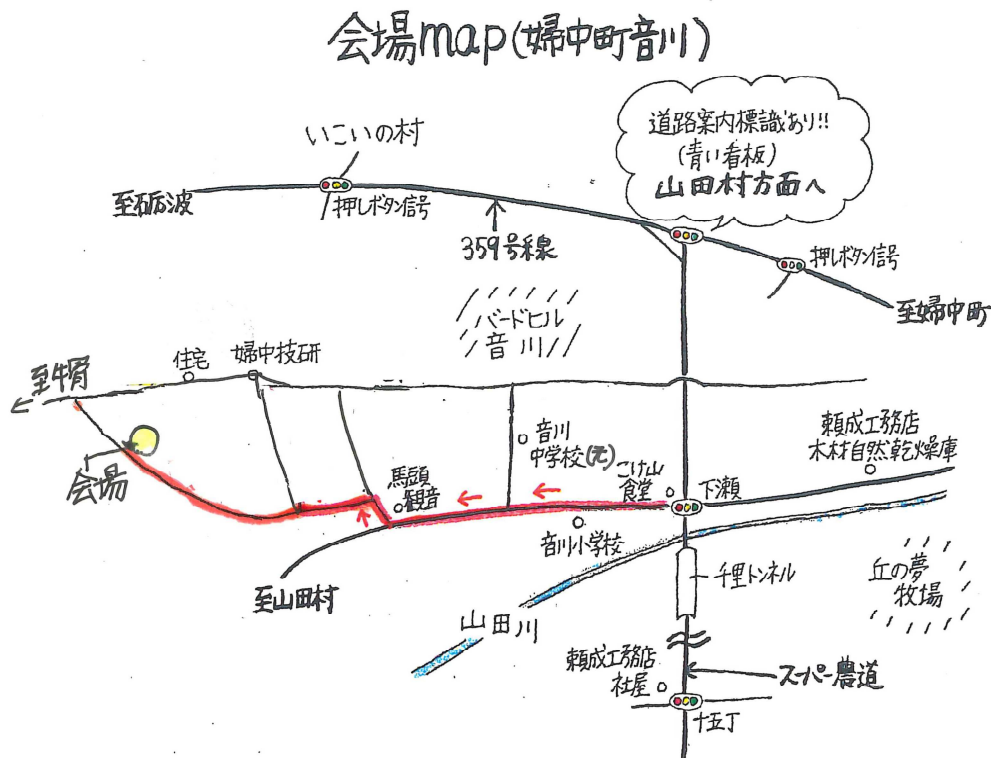 会場map(婦中町音川)
道路案内標識あり!!
(青い看板)
山田村方面へ
いこいの村
至砺波
押しボタン信号
359号線
押しボタン信号
至婦中町
バードヒル
音川
至牛滑
住宅
婦中技研
会場
馬頭
観音
音川
中学校(元)
こけ山
食堂
下瀬
頼成工務店
木材自然乾燥庫
音川小学校
至山田村
山田川
千里トンネル
丘の夢
牧場
頼成工務店
社屋
スーパー農道
十五丁